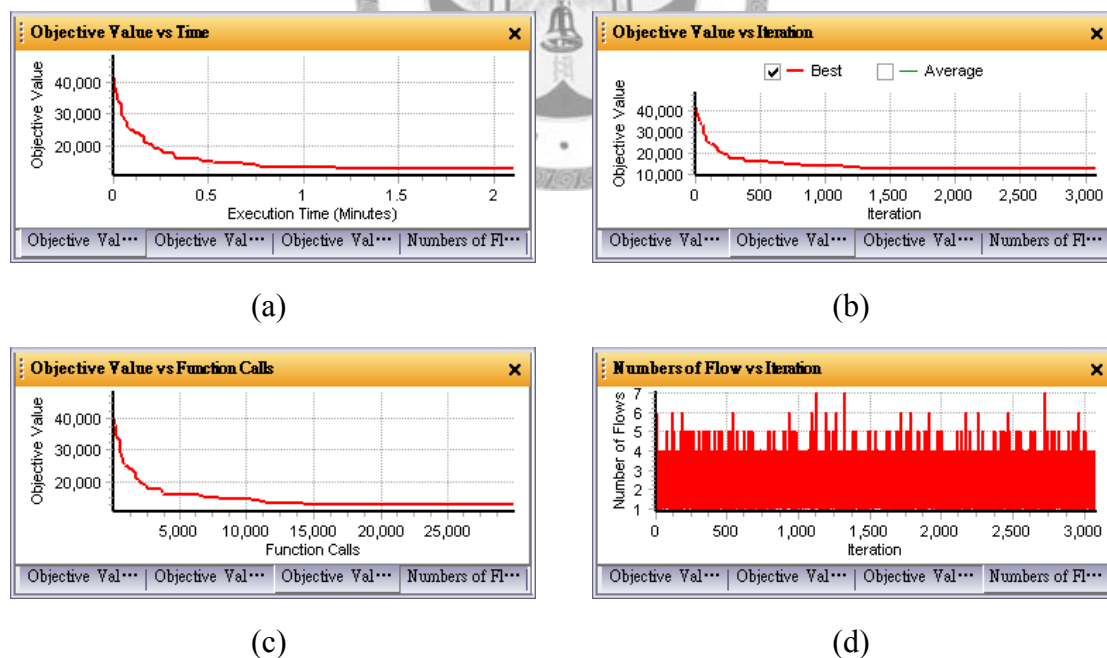 Objective Value vs Time
Objective Value
40,000
30,000
20,000
0
0.5
1
1.5
2
Execution Time (Minutes)
Objective Val···
Objective Val···
Objective Val···
Numbers of Fl···
(a)
Objective Value vs Iteration
Best
Average
Objective Value
40,000
30,000
20,000
10,000
0
500
1,000
1,500
2,000
2,500
3,000
Iteration
Objective Val···
Objective Val···
Objective Val···
Numbers of Fl···
(b)
Objective Value vs Function Calls
Objective Value
40,000
30,000
20,000
5,000
10,000
15,000
20,000
25,000
Function Calls
Objective Val···
Objective Val···
Objective Val···
Numbers of Fl···
(c)
Numbers of Flow vs Iteration
Number of Flows
7
6
5
4
3
2
1
0
500
1,000
1,500
2,000
2,500
3,000
Iteration
Objective Val···
Objective Val···
Objective Val···
Numbers of Fl···
(d)